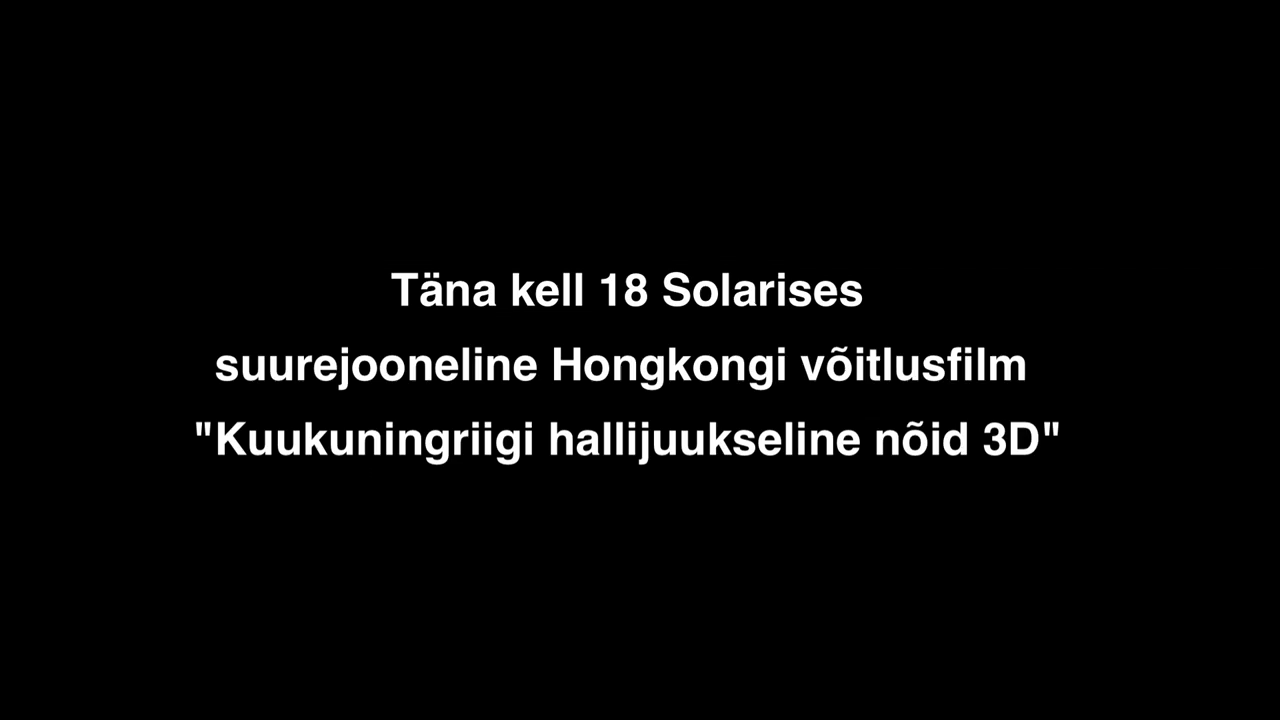 Täna kell 18 Solarises
suurejooneline Hongkongi võitlusfilm
"Kuukuningriigi hallijuukseline nõid 3D"